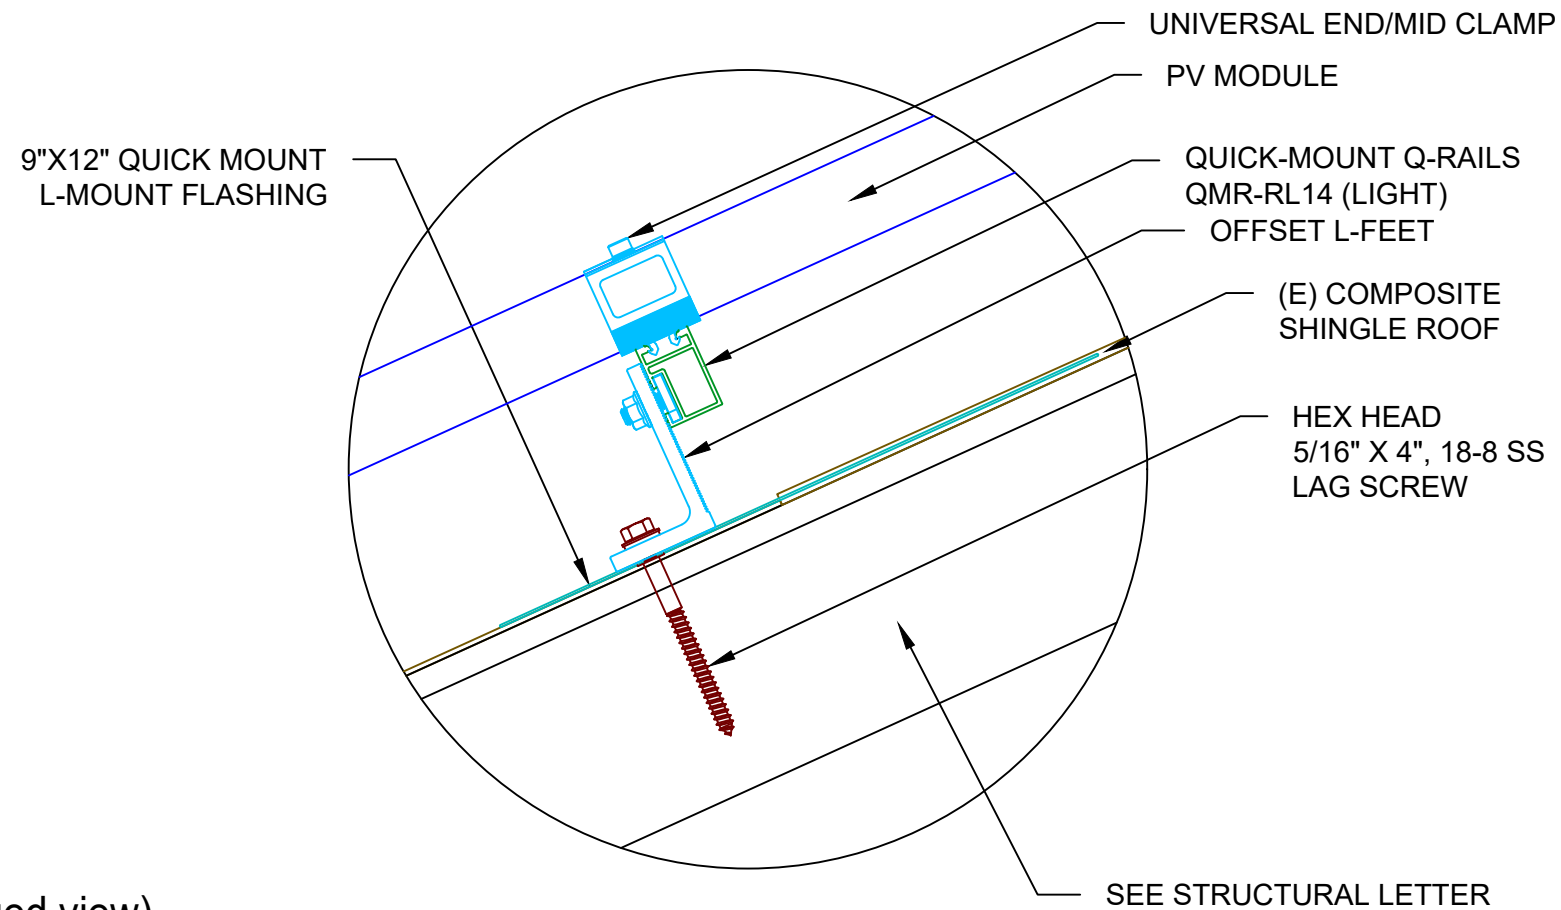 UNIVERSAL END/MID CLAMP
PV MODULE
9"X12" QUICK MOUNT
L-MOUNT FLASHING
QUICK-MOUNT Q-RAILS
QMR-RL14 (LIGHT)
OFFSET L-FEET
(E) COMPOSITE
SHINGLE ROOF
HEX HEAD
5/16" X 4", 18-8 SS
LAG SCREW
SEE STRUCTURAL LETTER
view)